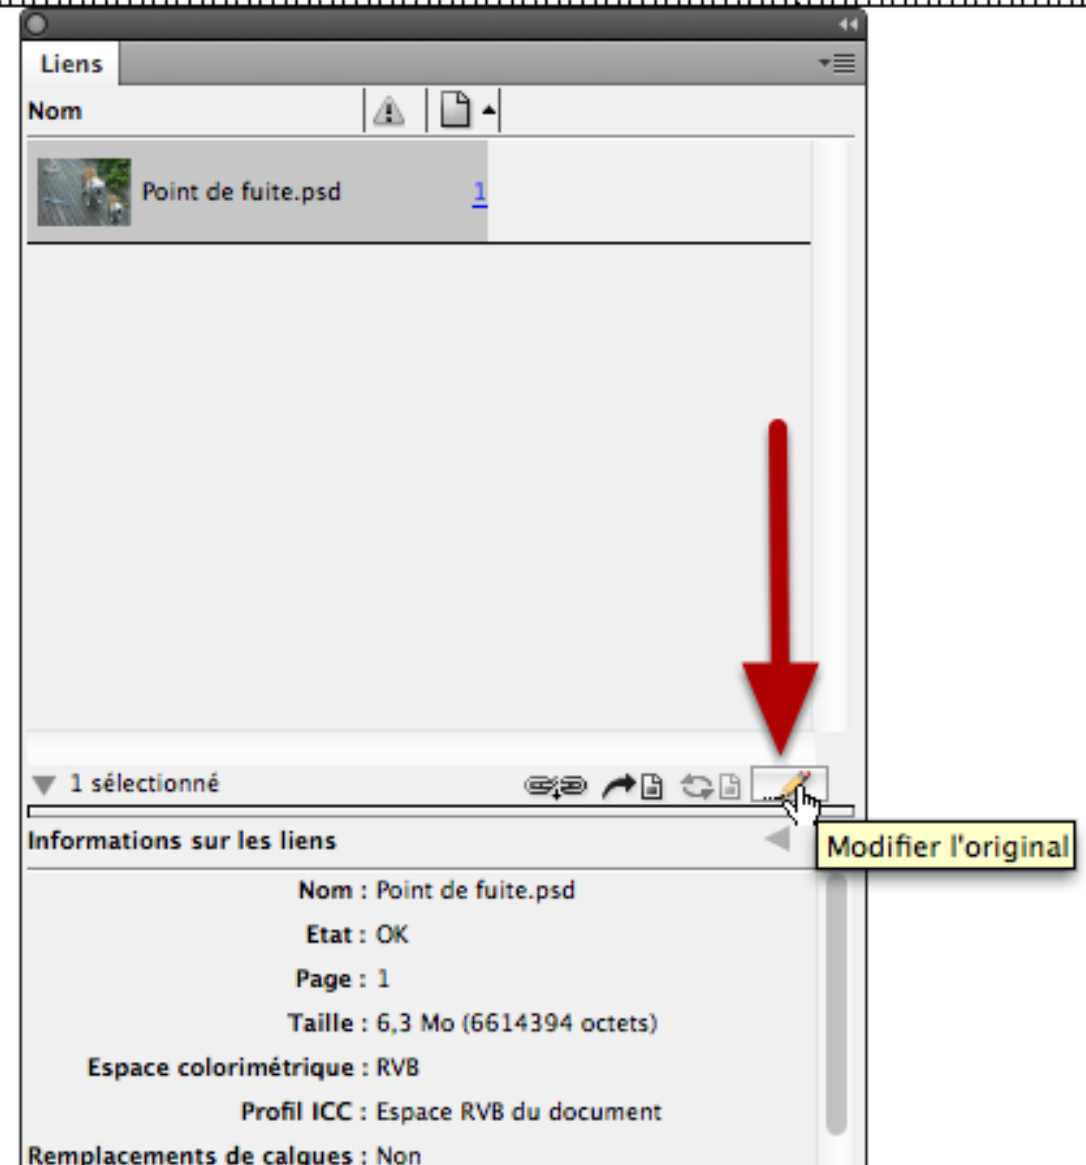 Liens
Nom
Point de fuite.psd 1
1 sélectionné
Modifier l'original
Informations sur les liens
Nom : Point de fuite.psd
Etat : OK
Page : 1
Taille : 6,3 Mo (6614394 octets)
Espace colorimétrique : RVB
Profil ICC : Espace RVB du document
Remplacements de calques : Non